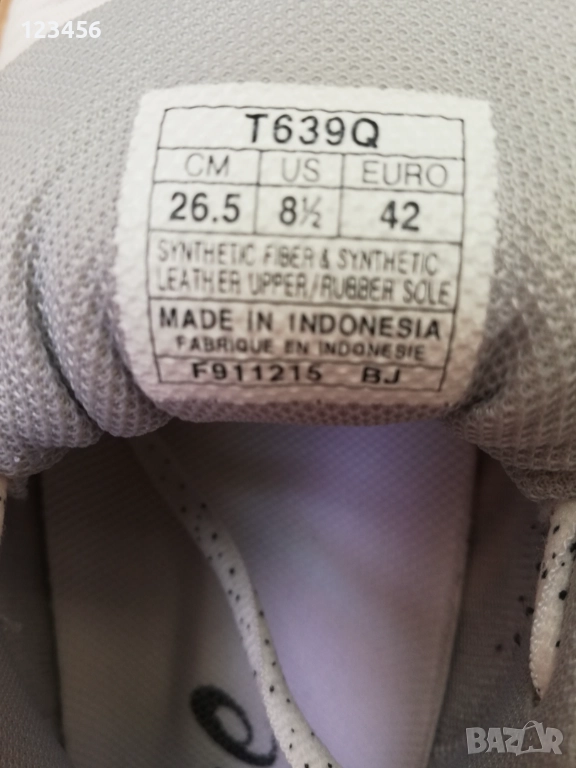 123456
T639Q
CM US EURO
26.5 8½ 42
SYNTHETIC FIBER & SYNTHETIC
LEATHER UPPER/RUBBER SOLE
MADE IN INDONESIA
FABRIQUE EN INDONESIE
F911215 BJ
BAZAR